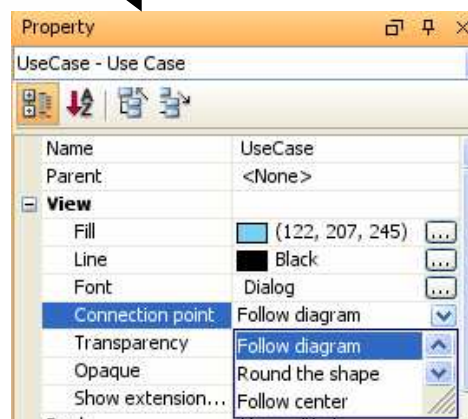 Property
UseCase - Use Case
Name UseCase
Parent <None>
View
Fill (122, 207, 245) ...
Line Black ...
Font Dialog ...
Connection point Follow diagram
Transparency Follow diagram
Opaque Round the shape
Show extension... Follow center